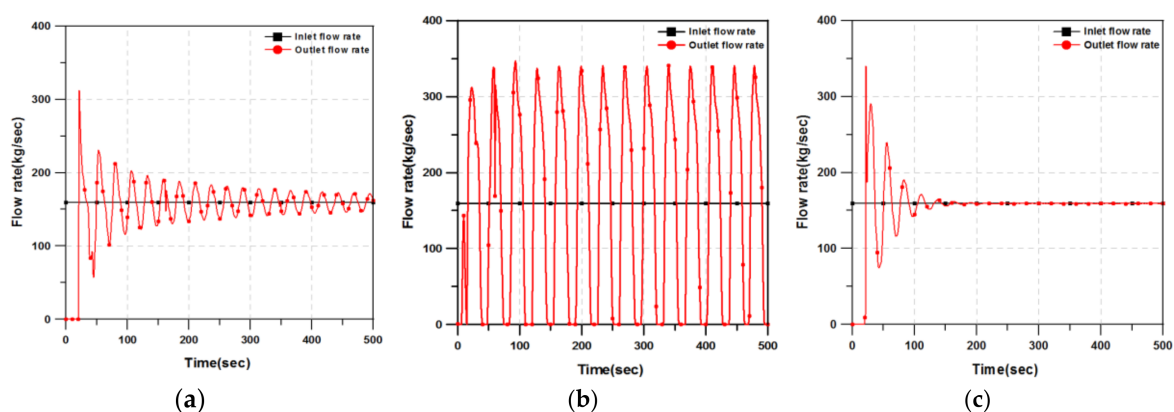 400
300
200
100
0
Flow rate(kg/sec)
Inlet flow rate
Outlet flow rate
0 100 200 300 400 500
Time(sec)
(a)
400
300
200
100
0
Flow rate(kg/sec)
Inlet flow rate
Outlet flow rate
0 100 200 300 400 500
Time(sec)
(b)
400
300
200
100
0
Flow rate(kg/sec)
Inlet flow rate
Outlet flow rate
0 100 200 300 400 500
Time(sec)
(c)